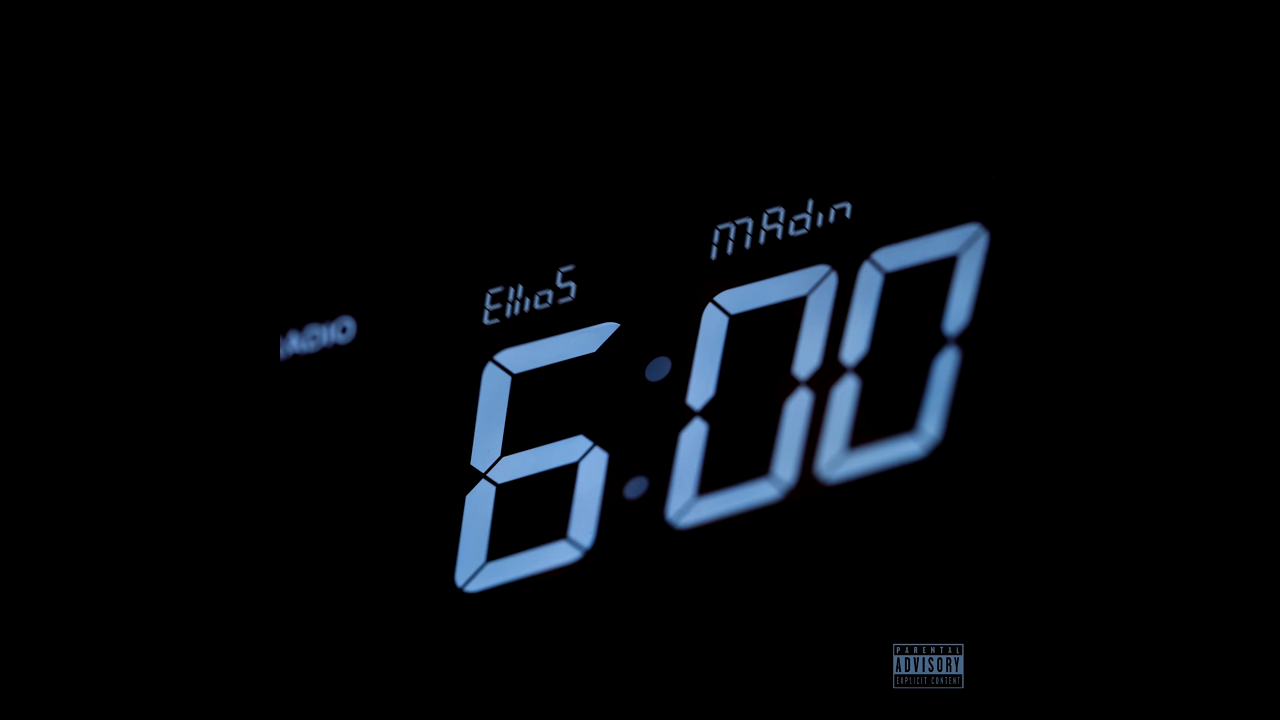 mAdin
EllioS
RADIO
6:00
PARENTAL
ADVISORY
EXPLICIT CONTENT